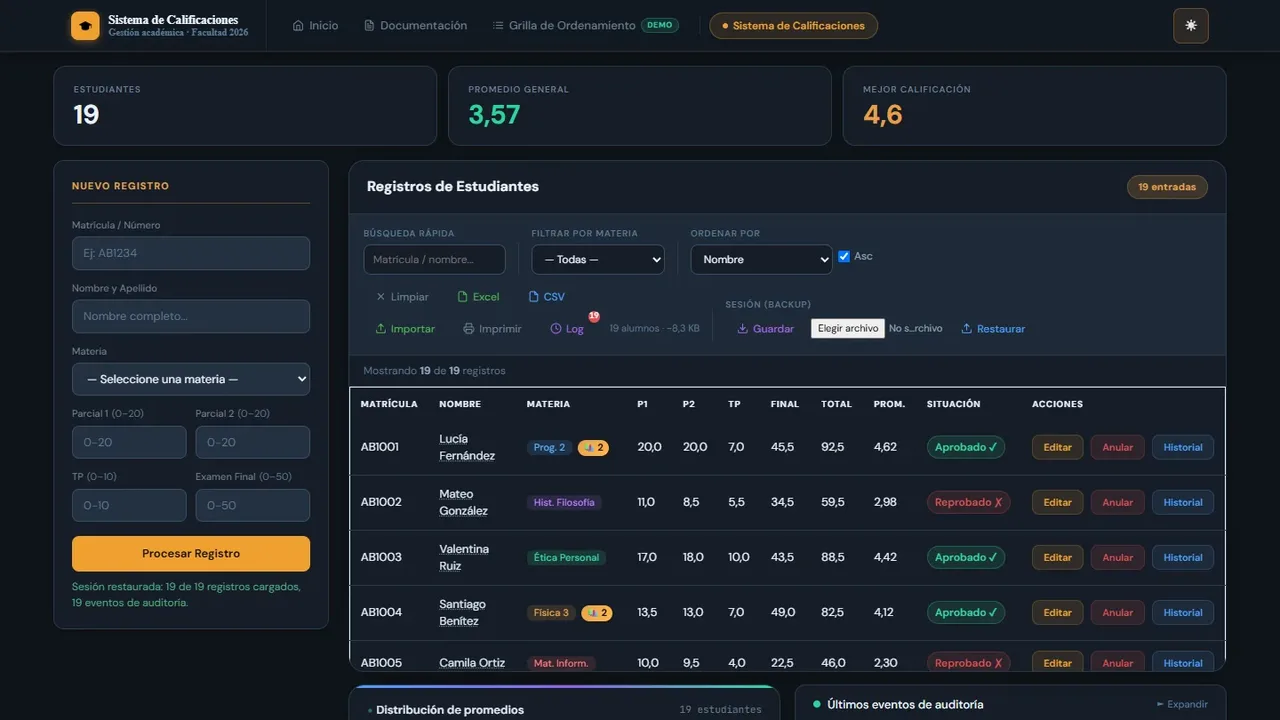 Sistema de Calificaciones
Gestión académica · Facultad 2026
Inicio
Documentación
Grilla de Ordenamiento DEMO
Sistema de Calificaciones
ESTUDIANTES
19
PROMEDIO GENERAL
3,57
MEJOR CALIFICACIÓN
4,6
NUEVO REGISTRO
Matrícula / Número
Ej: AB1234
Nombre y Apellido
Nombre completo...
Materia
— Seleccione una materia —
Parcial 1 (0–20) Parcial 2 (0–20)
0–20 0–20
TP (0–10) Examen Final (0–50)
0–10 0–50
Procesar Registro
Sesión restaurada: 19 de 19 registros cargados,
19 eventos de auditoría.
Registros de Estudiantes
19 entradas
BÚSQUEDA RÁPIDA FILTRAR POR MATERIA ORDENAR POR
Matrícula / nombre... — Todas — Nombre Asc
Limpiar Excel CSV
SESIÓN (BACKUP)
Importar Imprimir Log 19 19 alumnos · ~8,3 KB Guardar Elegir archivo No s...rchivo Restaurar
Mostrando 19 de 19 registros
MATRÍCULA NOMBRE MATERIA P1 P2 TP FINAL TOTAL PROM. SITUACIÓN ACCIONES
AB1001 Lucía Fernández Prog. 2 2 20,0 20,0 7,0 45,5 92,5 4,62 Aprobado ✓ Editar Anular Historial
AB1002 Mateo González Hist. Filosofía 11,0 8,5 5,5 34,5 59,5 2,98 Reprobado ✗ Editar Anular Historial
AB1003 Valentina Ruiz Ética Personal 17,0 18,0 10,0 43,5 88,5 4,42 Aprobado ✓ Editar Anular Historial
AB1004 Santiago Benítez Física 3 2 13,5 13,0 7,0 49,0 82,5 4,12 Aprobado ✓ Editar Anular Historial
AB1005 Camila Ortiz Mat. Inform. 10,0 9,5 4,0 22,5 46,0 2,30 Reprobado ✗ Editar Anular Historial
Distribución de promedios 19 estudiantes
Últimos eventos de auditoría ► Expandir